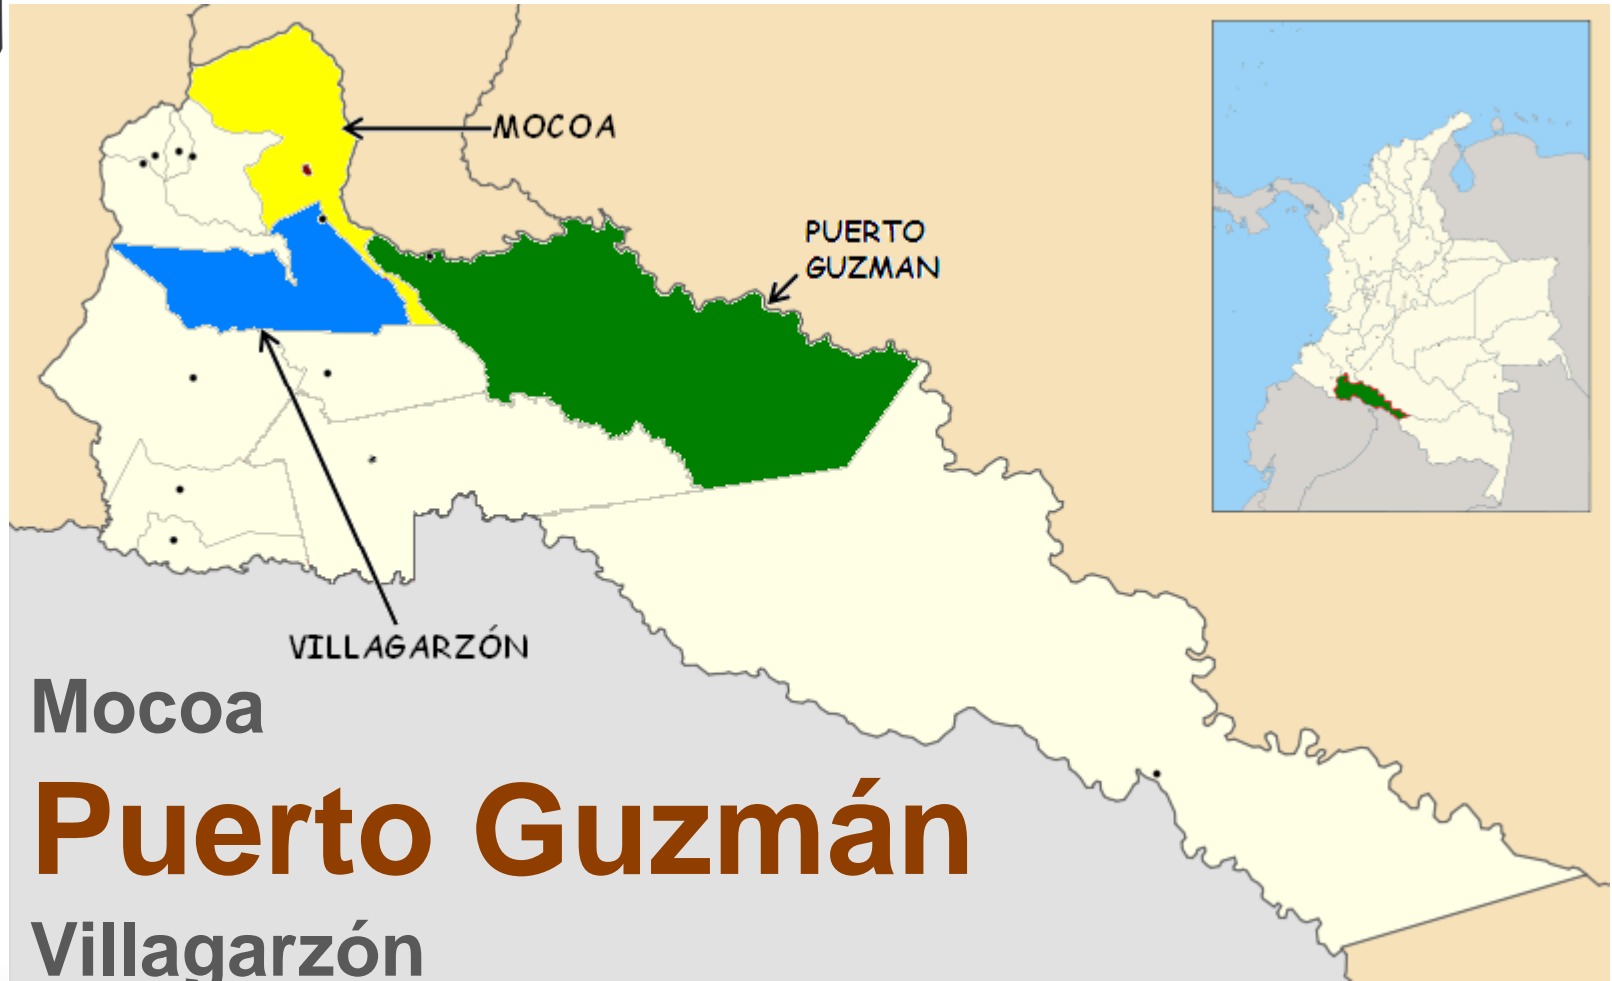 MOCOA
PUERTO
GUZMAN
VILLAGARZÓN
Mocoa
Puerto Guzmán
Villagarzón